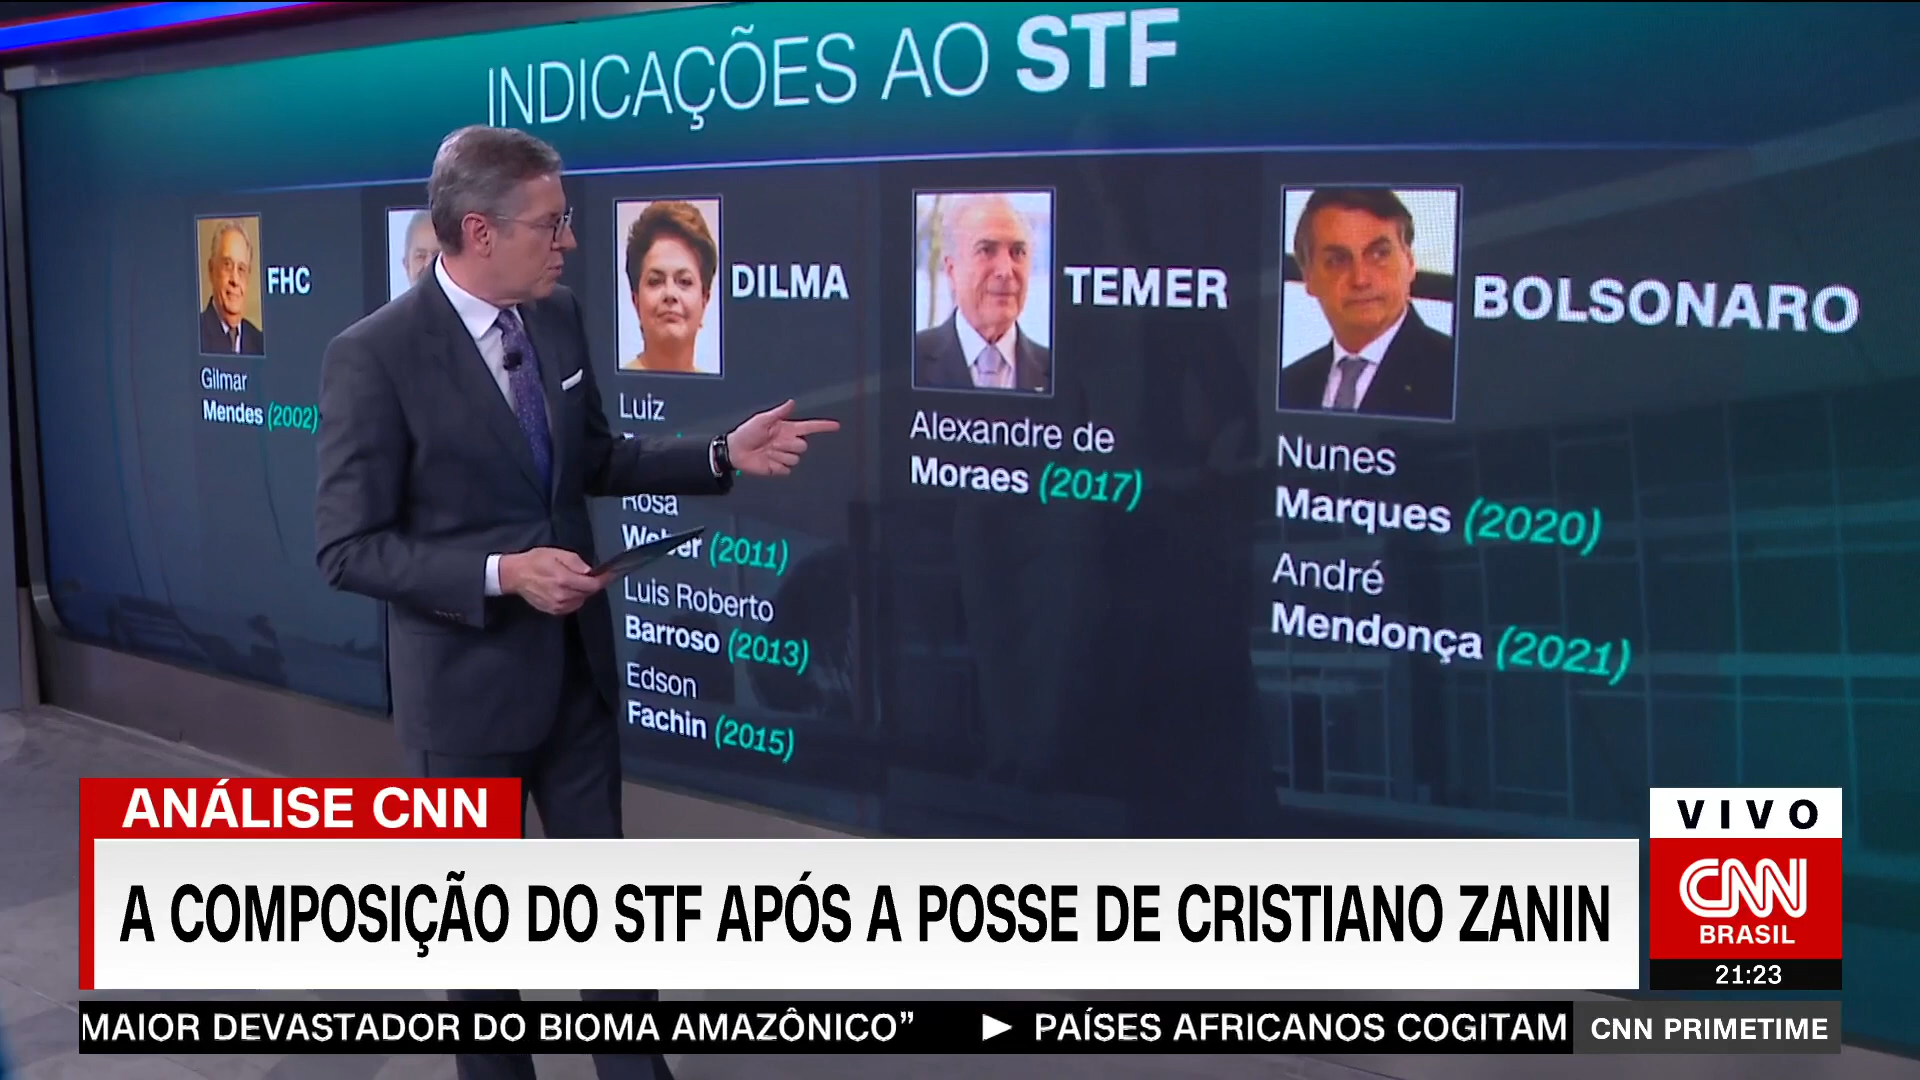 INDICAÇÕES AO STF
FHC
Gilmar
Mendes (2002)
DILMA
Luiz
Rosa
Weber (2011)
Luis Roberto
Barroso (2013)
Edson
Fachin (2015)
TEMER
Alexandre de
Moraes (2017)
BOLSONARO
Nunes
Marques (2020)
André
Mendonça (2021)
ANÁLISE CNN
A COMPOSIÇÃO DO STF APÓS A POSSE DE CRISTIANO ZANIN
VIVO
CNN
BRASIL
21:23
MAIOR DEVASTADOR DO BIOMA AMAZÔNICO” ▶ PAÍSES AFRICANOS COGITAM
CNN PRIMETIME